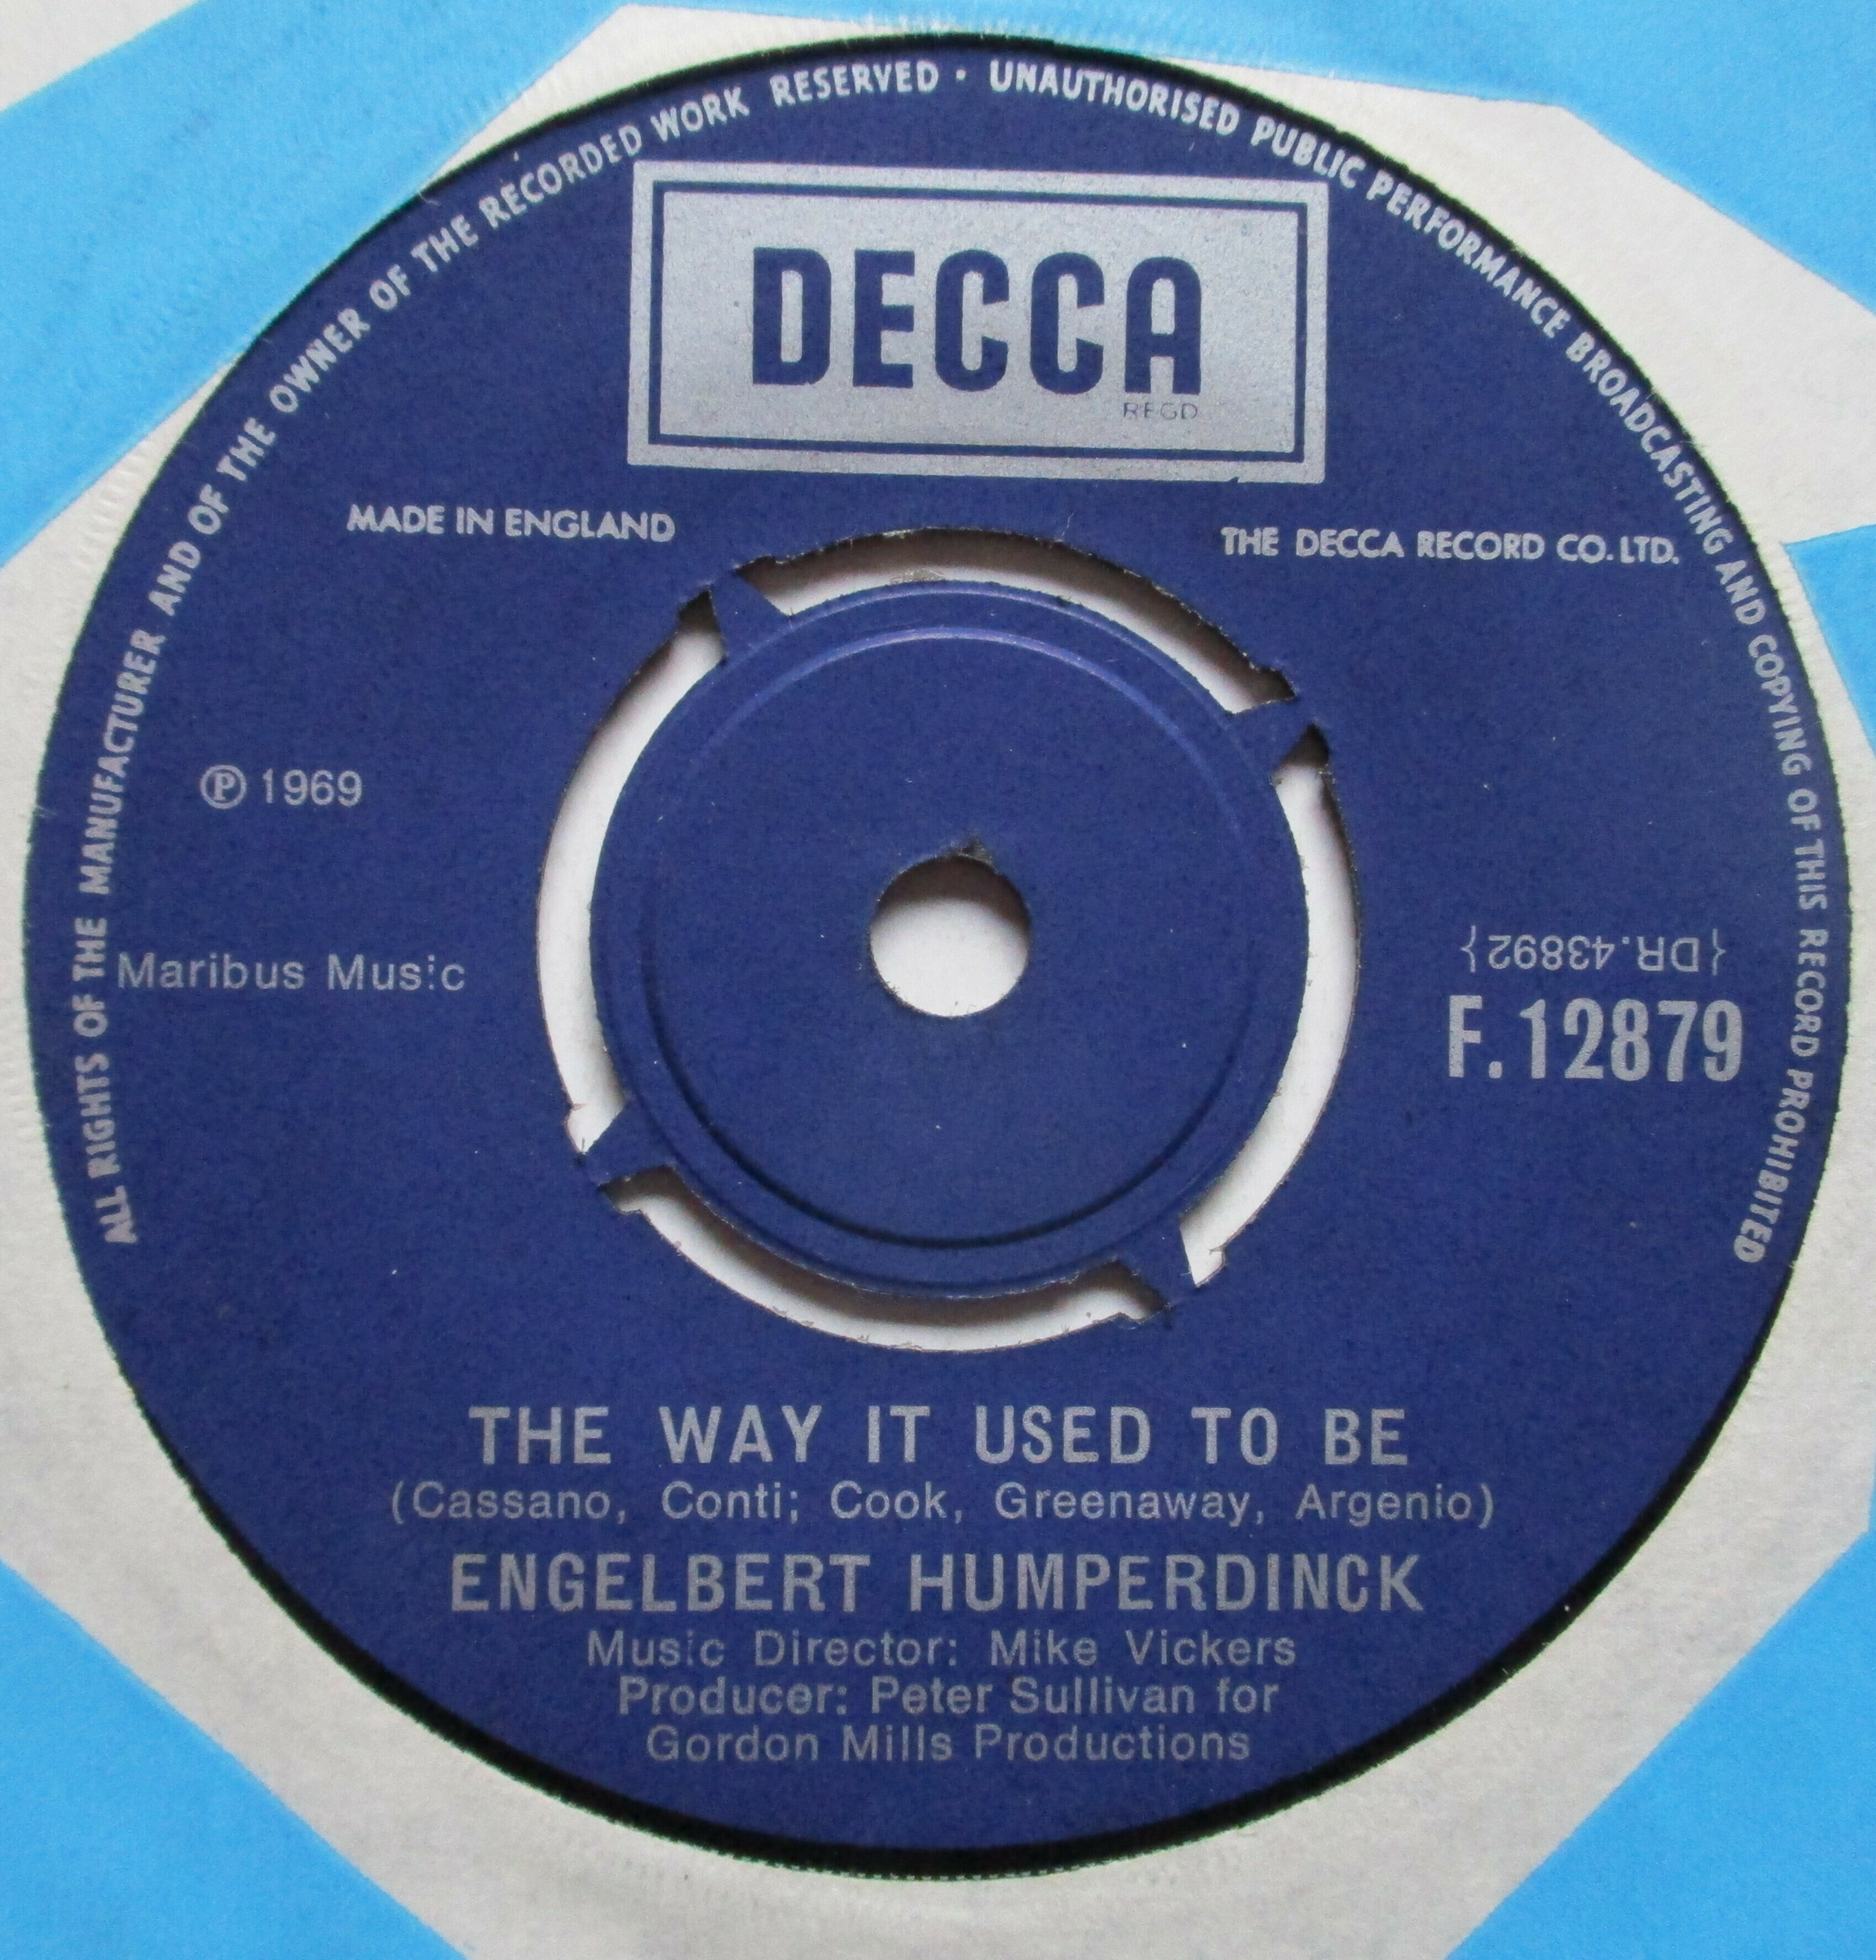 ALL RIGHTS OF THE MANUFACTURER AND OF THE OWNER OF THE RECORDED WORK RESERVED · UNAUTHORISED PUBLIC PERFORMANCE BROADCASTING AND COPYING OF THIS RECORD PROHIBITED
DECCA
REGD
MADE IN ENGLAND
THE DECCA RECORD CO. LTD.
℗ 1969
Maribus Music
{DR.43892}
F.12879
THE WAY IT USED TO BE
(Cassano, Conti; Cook, Greenaway, Argenio)
ENGELBERT HUMPERDINCK
Music Director: Mike Vickers
Producer: Peter Sullivan for
Gordon Mills Productions